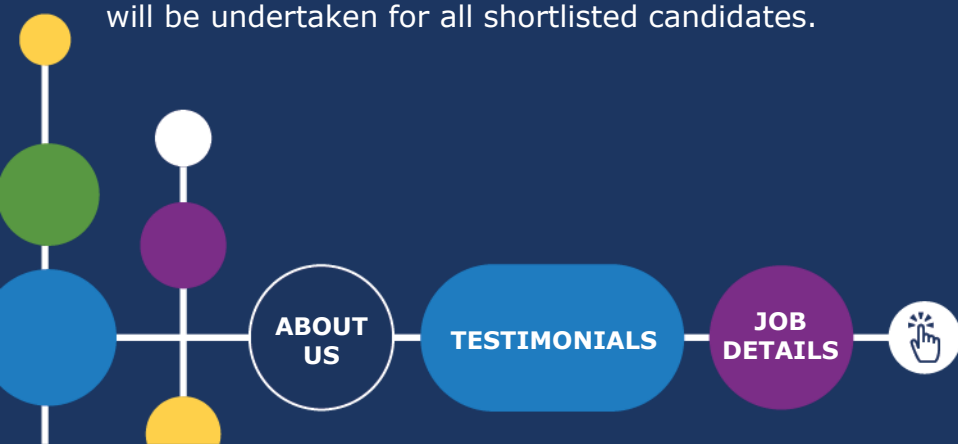 will be undertaken for all shortlisted candidates.
ABOUT
US
TESTIMONIALS
JOB
DETAILS